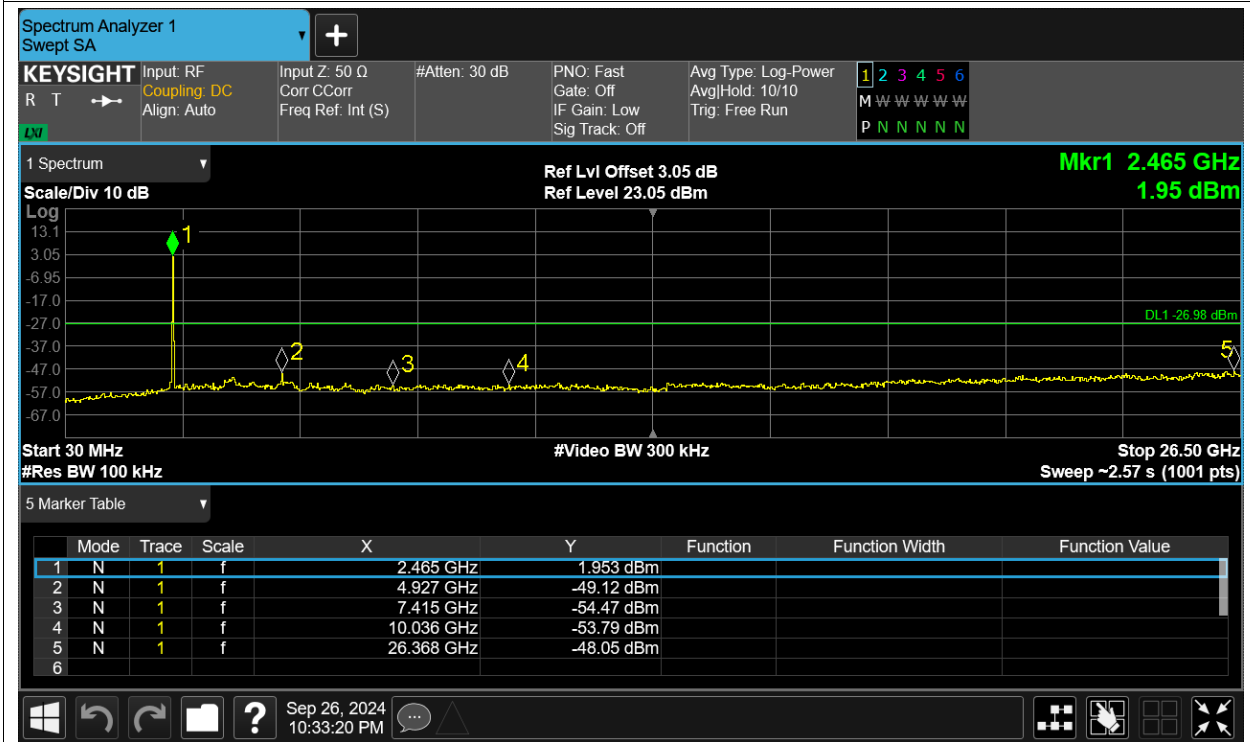 Spectrum Analyzer 1
Swept SA
+
KEYSIGHT Input: RF Input Z: 50 Ω #Atten: 30 dB PNO: Fast Avg Type: Log-Power 1 2 3 4 5 6
R T Coupling: DC Corr CCorr Gate: Off Avg|Hold: 10/10 M W W W W W
Align: Auto Freq Ref: Int (S) IF Gain: Low Trig: Free Run
LXI Sig Track: Off P N N N N N
1 Spectrum Ref Lvl Offset 3.05 dB Mkr1 2.465 GHz
Scale/Div 10 dB Ref Level 23.05 dBm 1.95 dBm
Log
13.1 1
3.05
-6.95
-17.0
DL1 -26.98 dBm
-27.0
-37.0 2 3 4 5
-47.0
-57.0
-67.0
Start 30 MHz #Video BW 300 kHz Stop 26.50 GHz
#Res BW 100 kHz Sweep ~2.57 s (1001 pts)
5 Marker Table
Mode Trace Scale X Y Function Function Width Function Value
1 N 1 f 2.465 GHz 1.953 dBm
2 N 1 f 4.927 GHz -49.12 dBm
3 N 1 f 7.415 GHz -54.47 dBm
4 N 1 f 10.036 GHz -53.79 dBm
5 N 1 f 26.368 GHz -48.05 dBm
6
? Sep 26, 2024
10:33:20 PM